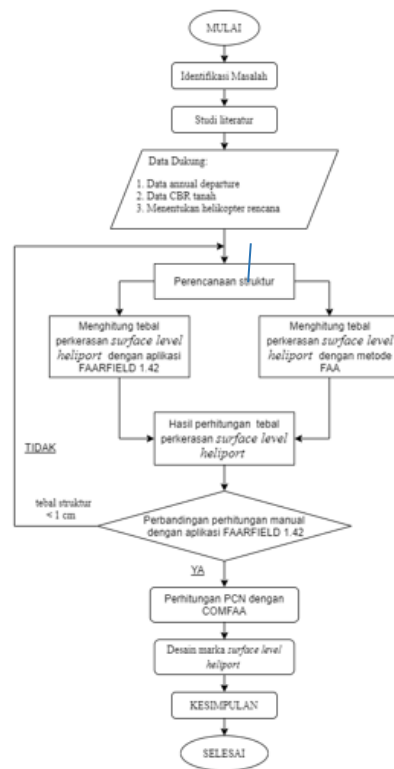 MULAI
Identifikasi Masalah
Studi literatur
Data Dukung:
1. Data annual departure
2. Data CBR tanah
3. Menentukan helikopter rencana
Perencanaan struktur
Menghitung tebal
perkerasan surface level
heliport dengan aplikasi
FAARFIELD 1.42
Menghitung tebal
perkerasan surface level
heliport dengan metode
FAA
Hasil perhitungan tebal
perkerasan surface level
heliport
TIDAK
tebal struktur
< 1 cm
Perbandingan perhitungan manual
dengan aplikasi FAARFIELD 1.42
YA
Perhitungan PCN dengan
COMFAA
Desain marka surface level
heliport
KESIMPULAN
SELESAI